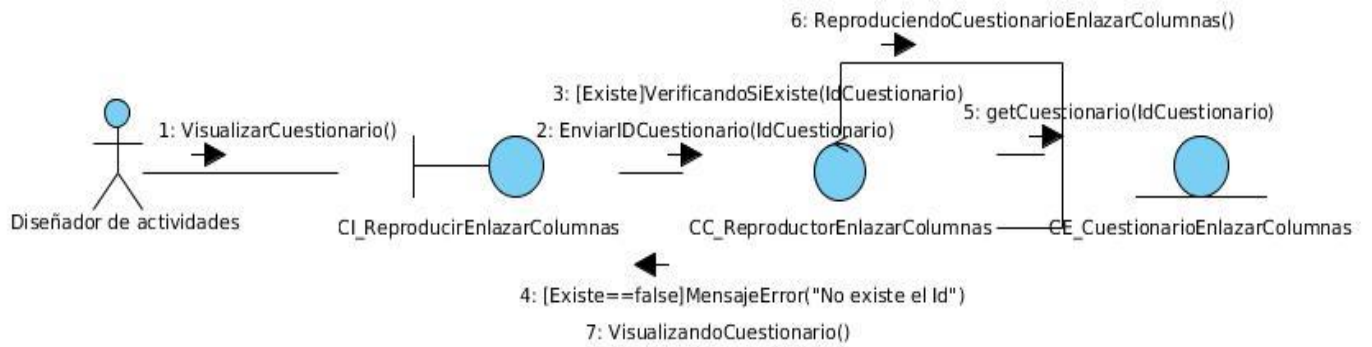 6: ReproduciendoCuestionarioEnlazarColumnas()
3: [Existe]VerificandoSiExiste(IdCuestionario)
5: getCuestionario(IdCuestionario)
1: VisualizarCuestionario()
2: EnviarIDCuestionario(IdCuestionario)
Diseñador de actividades
CI_ReproducirEnlazarColumnas
CC_ReproductorEnlazarColumnas
CE_CuestionarioEnlazarColumnas
4: [Existe==false]MensajeError("No existe el Id")
7: VisualizandoCuestionario()